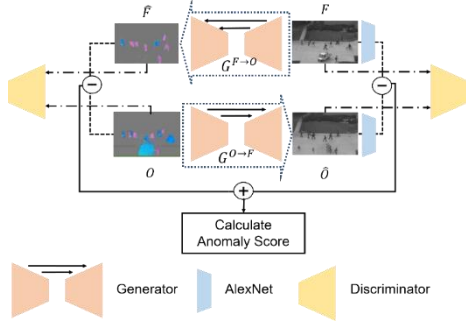 F̂ F
G^{F→O}
− −
G^{O→F}
O Ô
+
Calculate
Anomaly Score
Generator AlexNet Discriminator